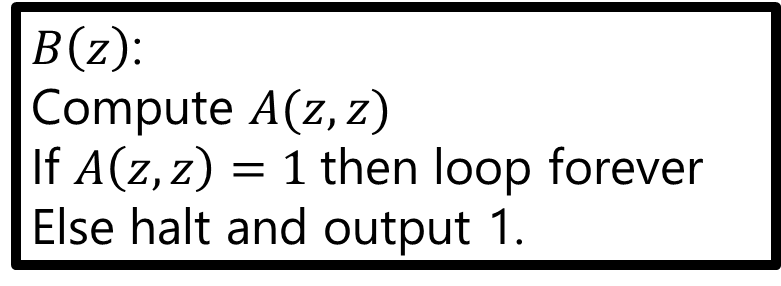 B(z):
Compute A(z, z)
If A(z, z) = 1 then loop forever
Else halt and output 1.